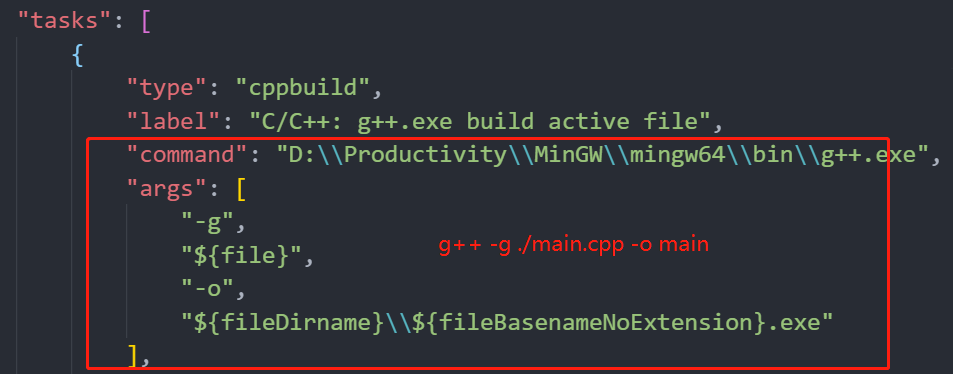 "tasks": [
{
"type": "cppbuild",
"label": "C/C++: g++.exe build active file",
"command": "D:\\Productivity\\MinGW\\mingw64\\bin\\g++.exe",
"args": [
"-g",
g++ -g ./main.cpp -o main
"${file}",
"-o",
"${fileDirname}\\${fileBasenameNoExtension}.exe"
],